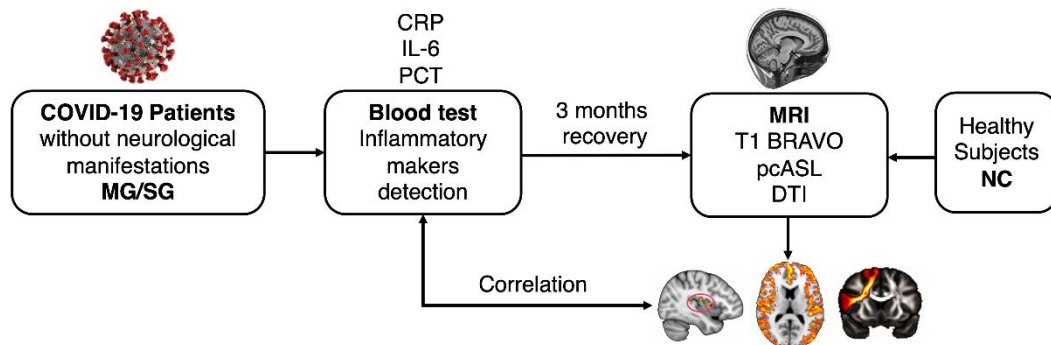 CRP
IL-6
PCT
COVID-19 Patients
without neurological
manifestations
MG/SG
Blood test
Inflammatory
makers
detection
3 months
recovery
MRI
T1 BRAVO
pcASL
DTI
Healthy
Subjects
NC
Correlation